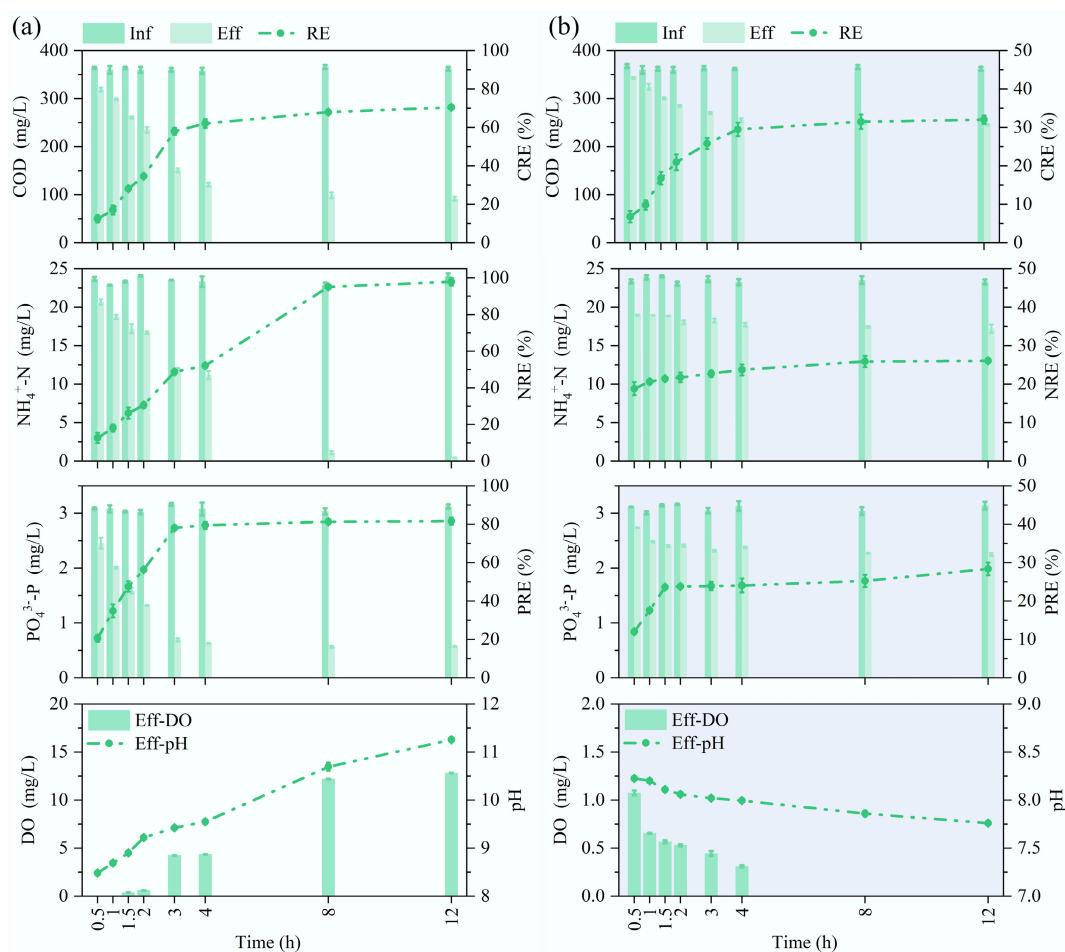 (a)
Inf Eff RE
400 300 200 100 0
COD (mg/L)
100 80 60 40 20 0
CRE (%)
25 20 15 10 5 0
NH₄⁺-N (mg/L)
100 80 60 40 20 0
NRE (%)
3 2 1 0
PO₄³⁻-P (mg/L)
100 80 60 40 20 0
PRE (%)
Eff-DO
Eff-pH
20 15 10 5 0
DO (mg/L)
12 11 10 9 8
pH
0.5 1 1.5 2 3 4 8 12
Time (h)
(b)
Inf Eff RE
400 300 200 100 0
COD (mg/L)
50 40 30 20 10 0
CRE (%)
25 20 15 10 5 0
NH₄⁺-N (mg/L)
50 40 30 20 10 0
NRE (%)
3 2 1 0
PO₄³⁻-P (mg/L)
50 40 30 20 10 0
PRE (%)
Eff-DO
Eff-pH
2.0 1.5 1.0 0.5 0.0
DO (mg/L)
9.0 8.5 8.0 7.5 7.0
pH
0.5 1 1.5 2 3 4 8 12
Time (h)